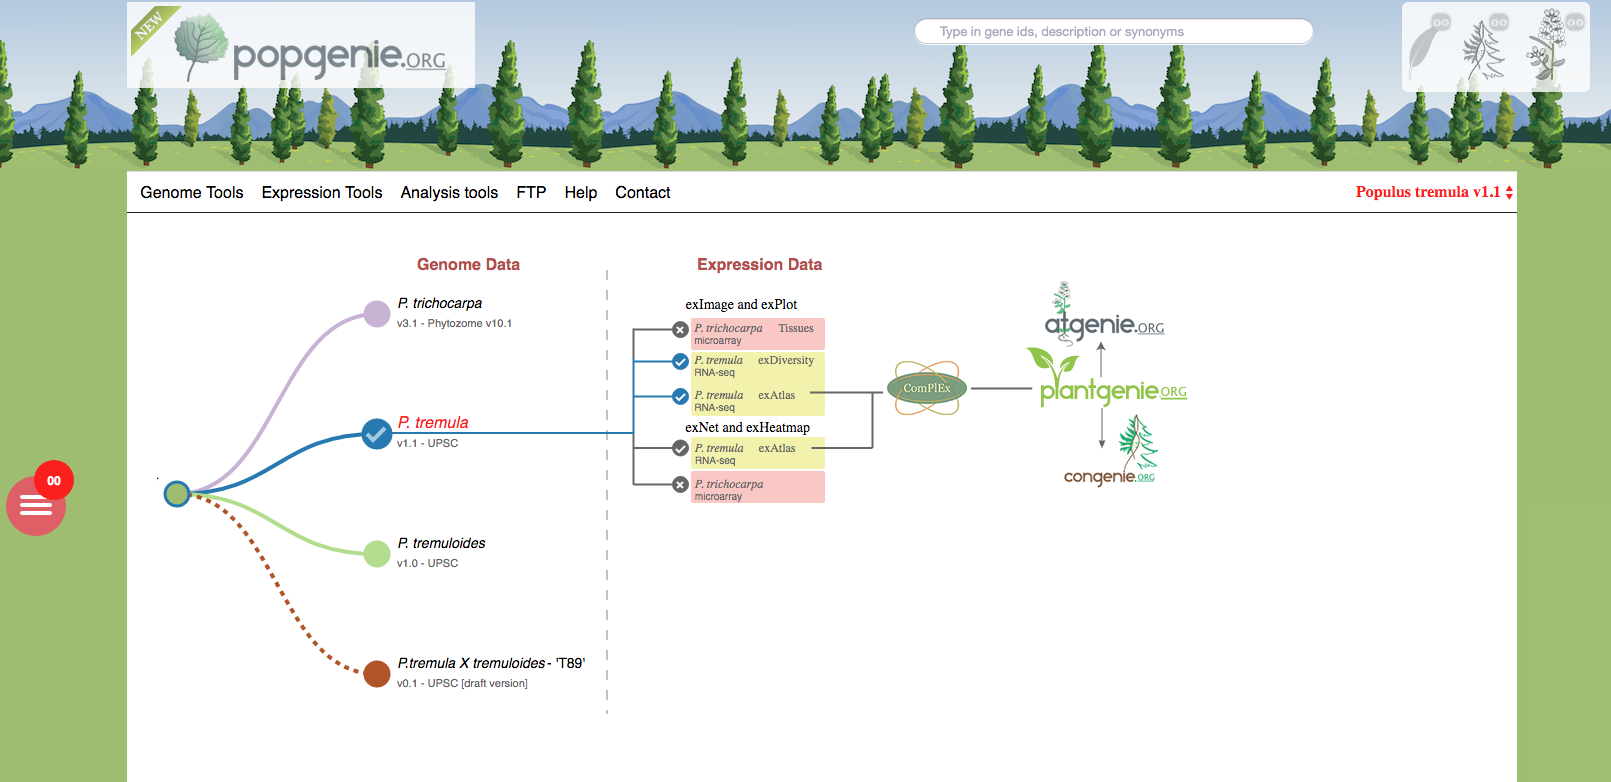 NEW
popgenie.ORG
Type in gene ids, description or synonyms
00 00 00
Genome Tools Expression Tools Analysis tools FTP Help Contact
Populus tremula v1.1
Genome Data
P. trichocarpa
v3.1 - Phytozome v10.1
P. tremula
v1.1 - UPSC
P. tremuloides
v1.0 - UPSC
P.tremula X tremuloides - 'T89'
v0.1 - UPSC [draft version]
00
Expression Data
exImage and exPlot
P. trichocarpa Tissues
microarray
P. tremula exDiversity
RNA-seq
P. tremula exAtlas
RNA-seq
exNet and exHeatmap
P. tremula exAtlas
RNA-seq
P. trichocarpa
microarray
ComPlEx
atgenie.ORG
plantgenie.ORG
congenie.ORG